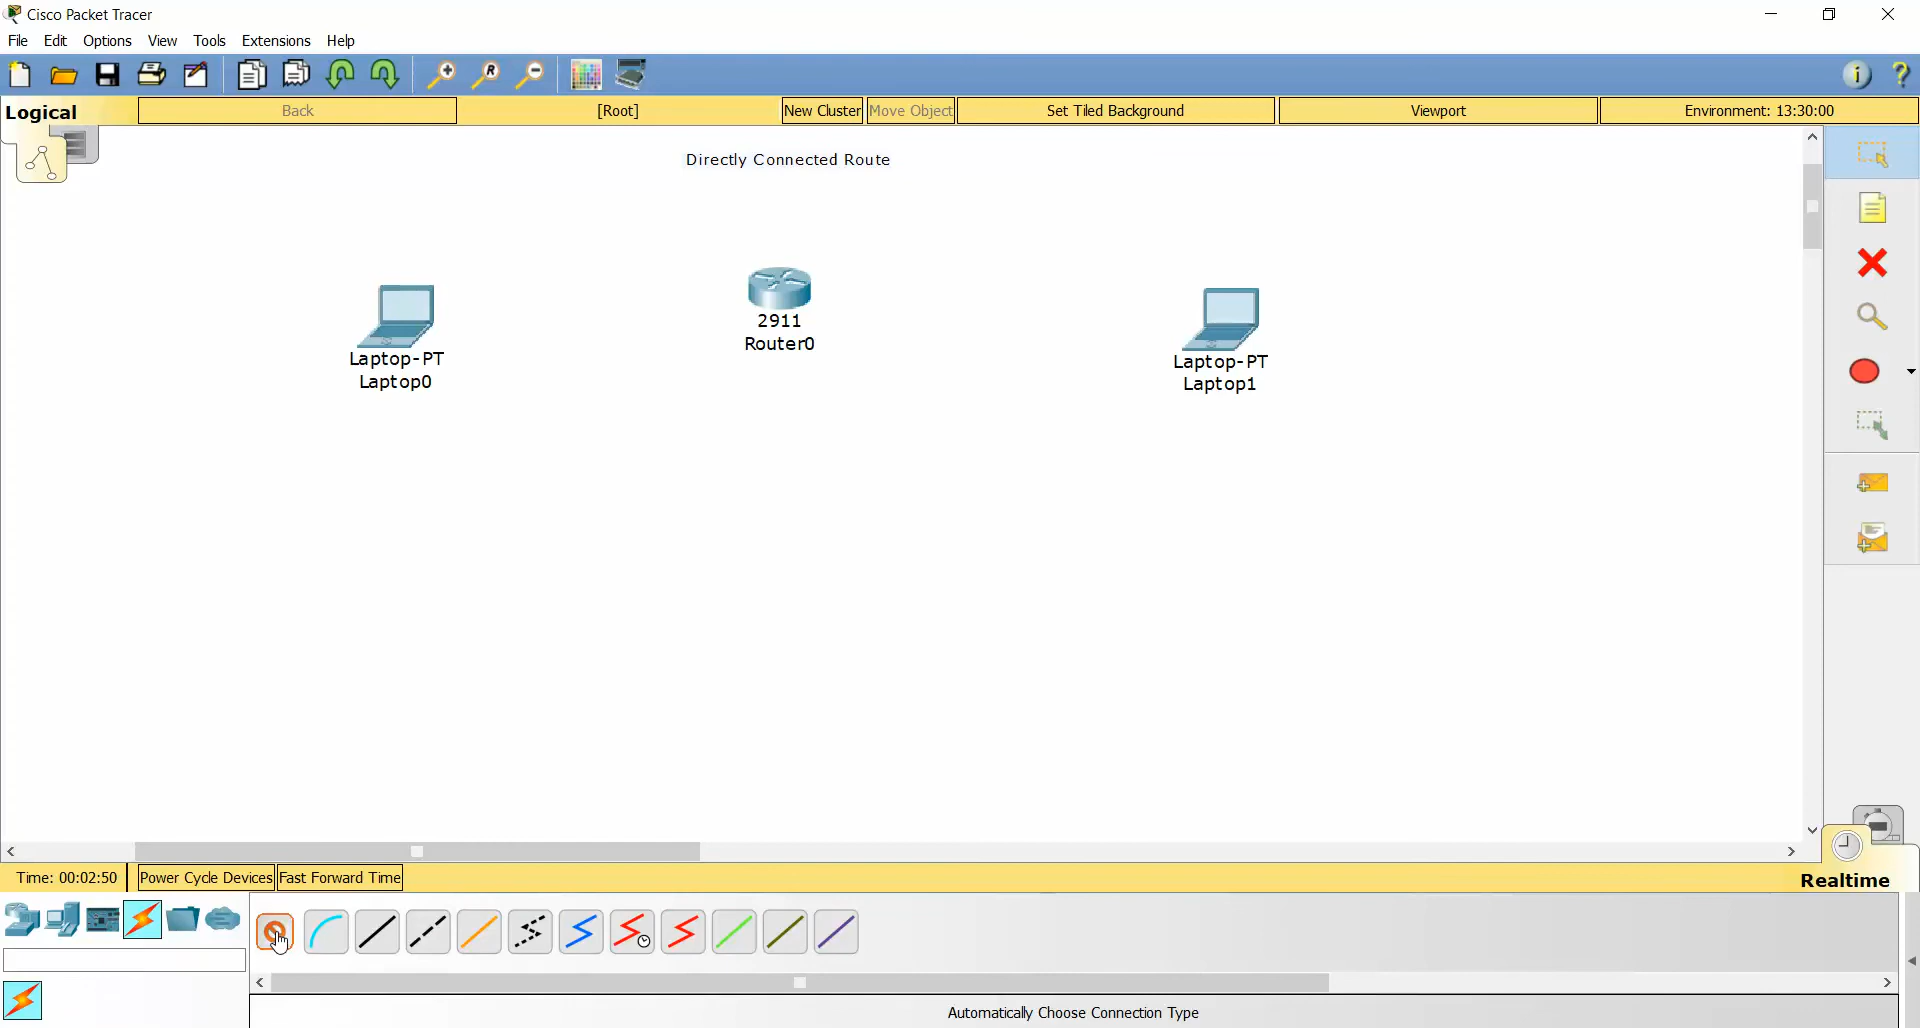 Cisco Packet Tracer
File Edit Options View Tools Extensions Help
R
i ?
Logical Back [Root] New Cluster Move Object Set Tiled Background Viewport Environment: 13:30:00
Directly Connected Route
2911
Router0
Laptop-PT
Laptop0
Laptop-PT
Laptop1
Time: 00:02:50 Power Cycle Devices Fast Forward Time Realtime
Automatically Choose Connection Type